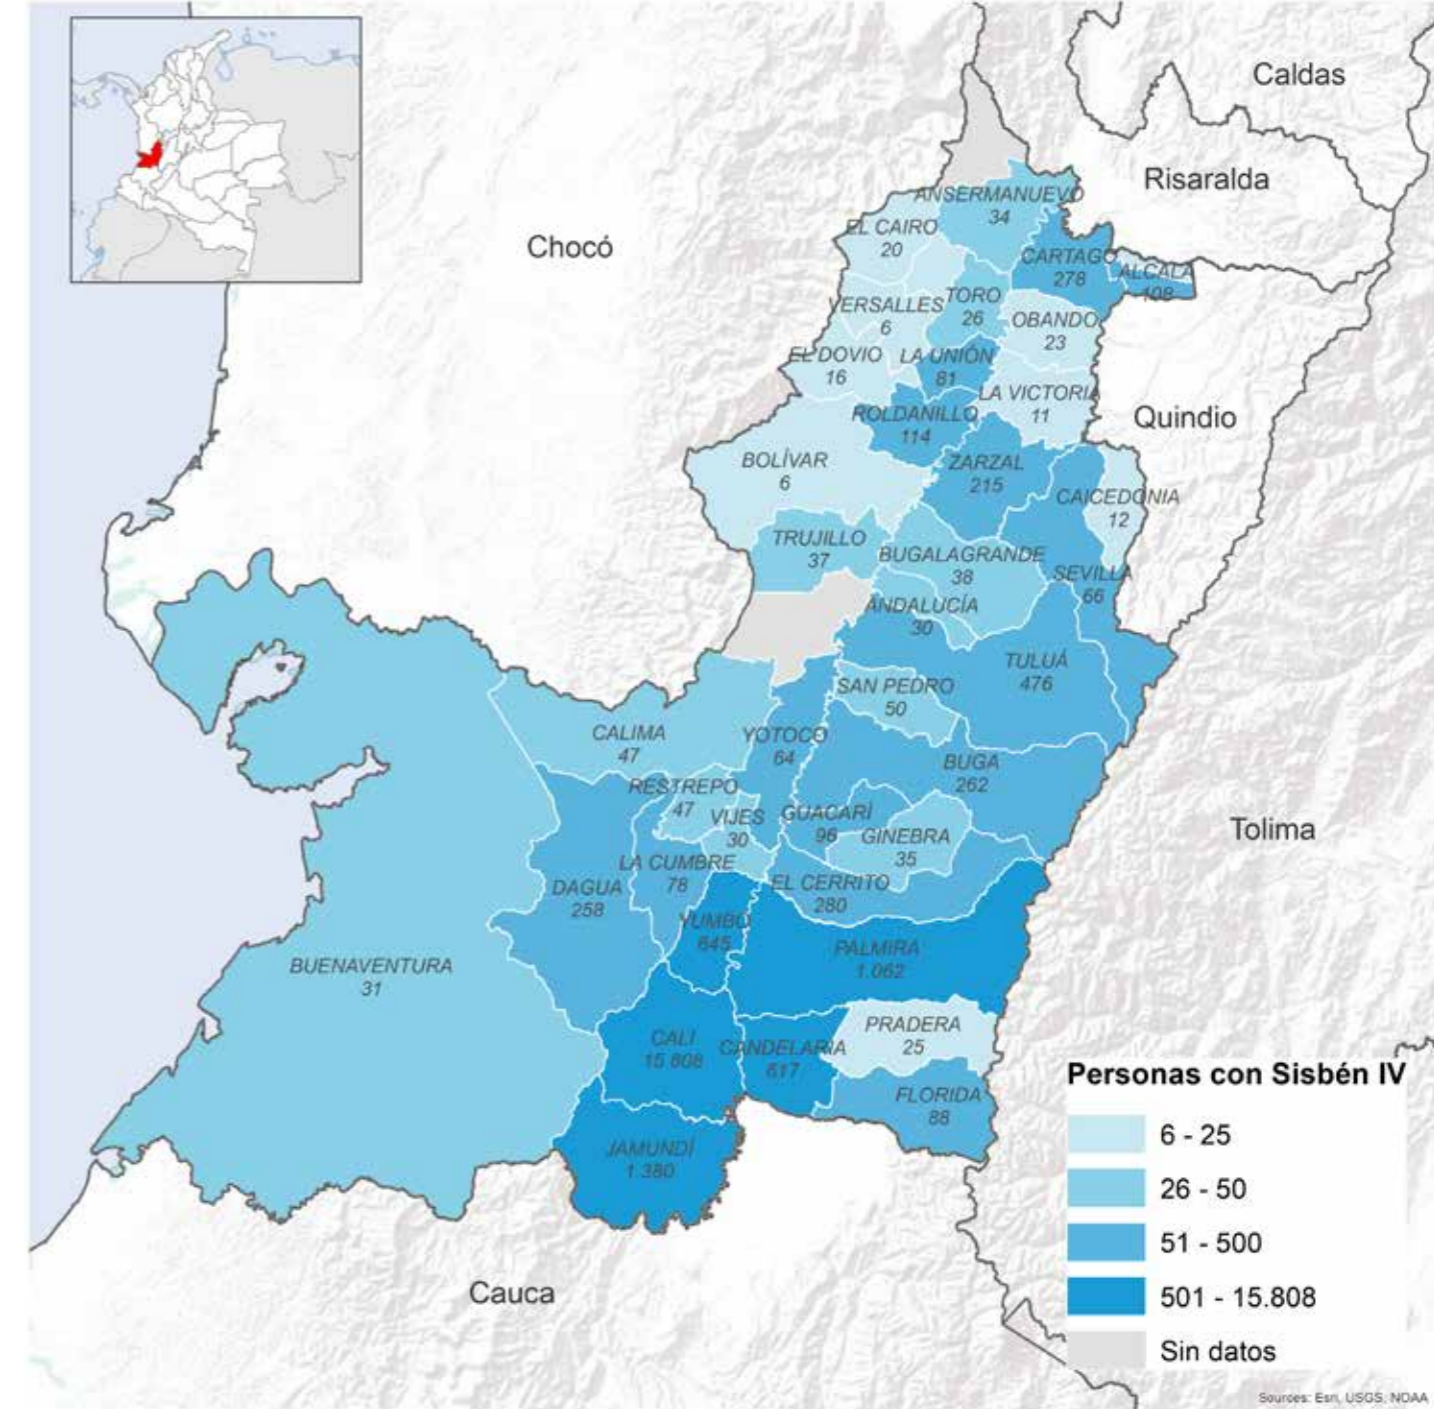 Caldas
Risaralda
Chocó
ANSERMANUEVO
34
EL CAIRO
20
CARTAGO
278
ALCALÁ
108
VERSALLES
6
TORO
26
OBANDO
23
EL DOVIO
16
LA UNIÓN
81
LA VICTORIA
11
ROLDANILLO
114
Quindio
BOLÍVAR
6
ZARZAL
215
CAICEDONIA
12
TRUJILLO
37
BUGALAGRANDE
38
SEVILLA
66
ANDALUCÍA
30
TULUÁ
476
SAN PEDRO
50
CALIMA
47
YOTOCO
64
BUGA
262
RESTREPO
47
VIJES
30
GUACARÍ
96
GINEBRA
35
Tolima
LA CUMBRE
78
DAGUA
258
EL CERRITO
280
YUMBO
645
PALMIRA
1.062
BUENAVENTURA
31
CALI
15.808
CANDELARIA
617
PRADERA
25
FLORIDA
88
JAMUNDÍ
1.380
Cauca
Personas con Sisbén IV
6 - 25
26 - 50
51 - 500
501 - 15.808
Sin datos
Sources: Esri, USGS, NOAA